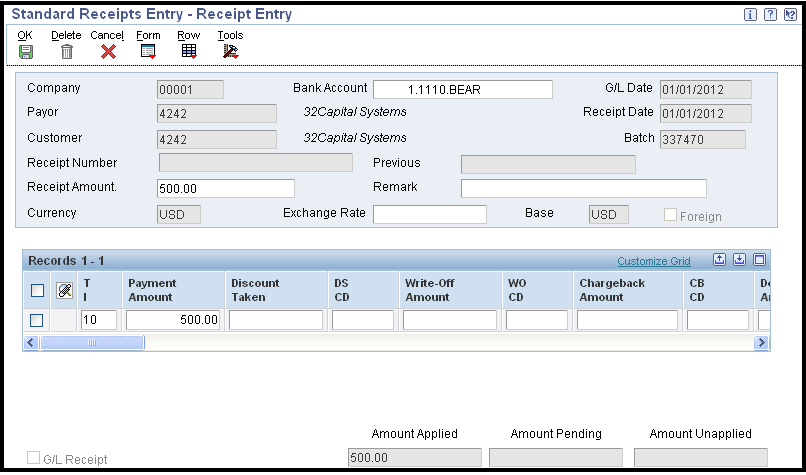 Standard Receipts Entry - Receipt Entry
OK Delete Cancel Form Row Tools
Company 00001 Bank Account 1.1110.BEAR G/L Date 01/01/2012
Payor 4242 32Capital Systems Receipt Date 01/01/2012
Customer 4242 32Capital Systems Batch 337470
Receipt Number Previous
Receipt Amount. 500.00 Remark
Currency USD Exchange Rate Base USD Foreign
Records 1 - 1 Customize Grid
T Payment Discount DS Write-Off WO Chargeback CB De
I Amount Taken CD Amount CD Amount CD
10 500.00
Amount Applied Amount Pending Amount Unapplied
G/L Receipt 500.00